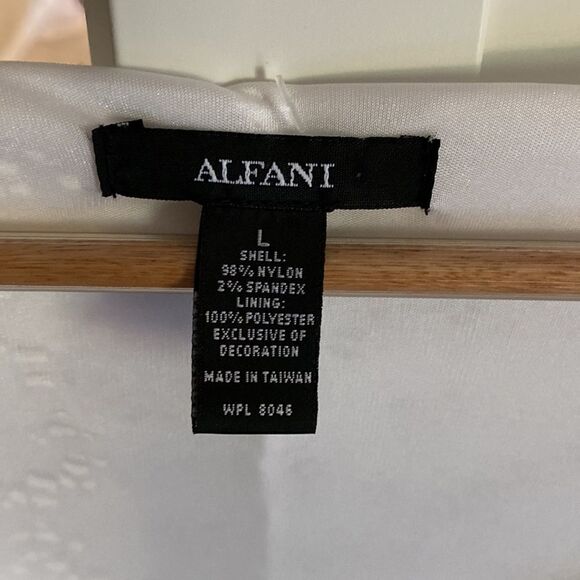 ALFANI
L
SHELL:
98% NYLON
2% SPANDEX
LINING:
100% POLYESTER
EXCLUSIVE OF
DECORATION
MADE IN TAIWAN
WPL 8046